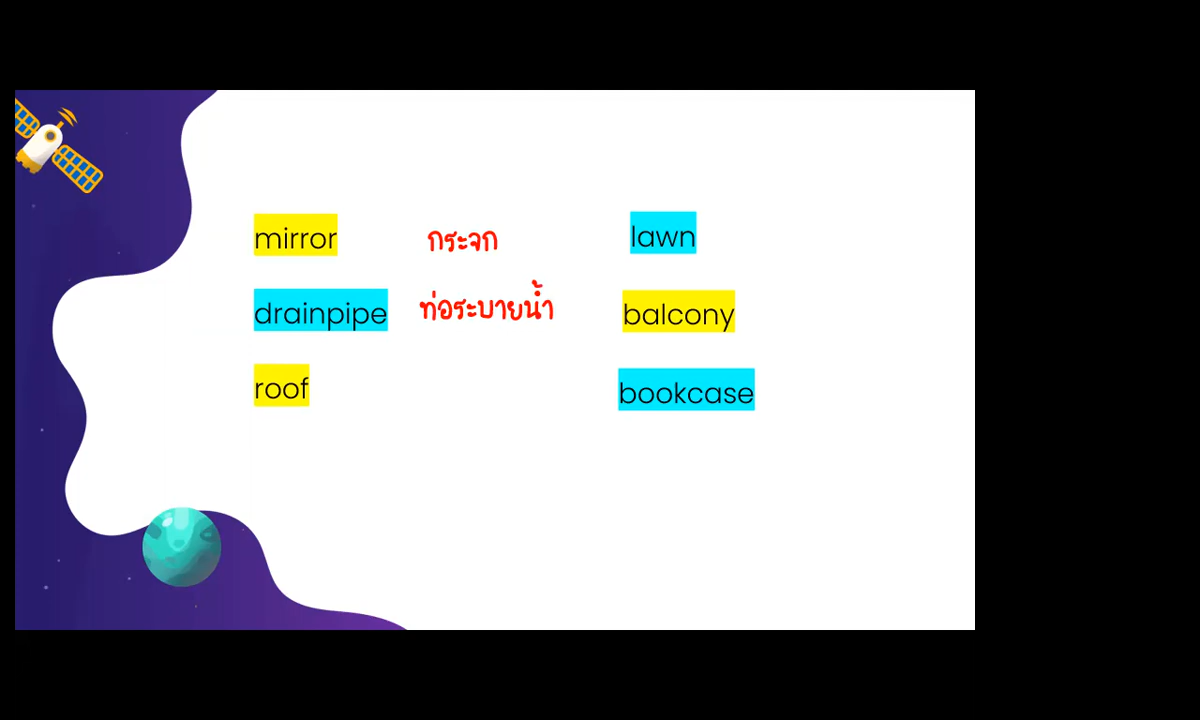 mirror กระจก lawn
drainpipe ท่อระบายน้ำ balcony
roof bookcase